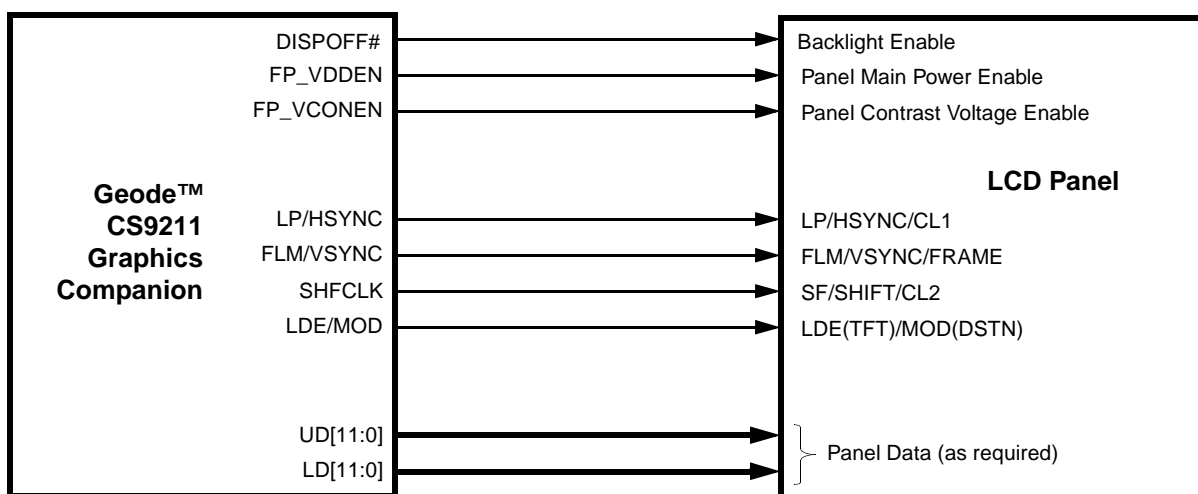 DISPOFF#
FP_VDDEN
FP_VCONEN
Geode™
CS9211
Graphics
Companion
LP/HSYNC
FLM/VSYNC
SHFCLK
LDE/MOD
UD[11:0]
LD[11:0]
Backlight Enable
Panel Main Power Enable
Panel Contrast Voltage Enable
LCD Panel
LP/HSYNC/CL1
FLM/VSYNC/FRAME
SF/SHIFT/CL2
LDE(TFT)/MOD(DSTN)
Panel Data (as required)